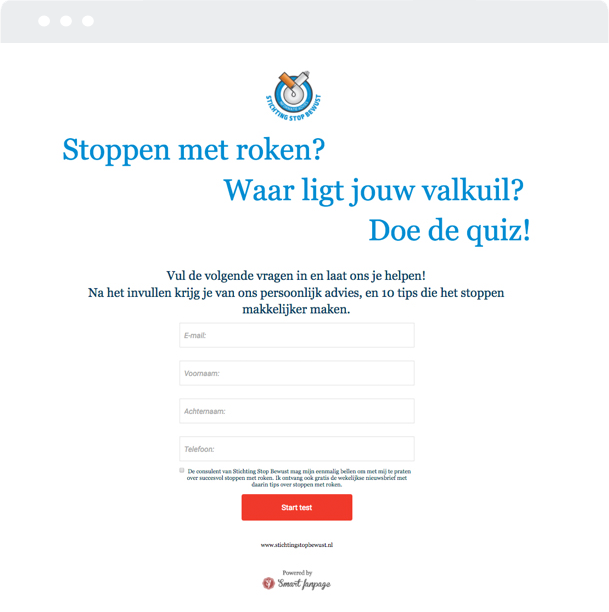 STICHTING STOP BEWUST
Stoppen met roken?
Waar ligt jouw valkuil?
Doe de quiz!
Vul de volgende vragen in en laat ons je helpen!
Na het invullen krijg je van ons persoonlijk advies, en 10 tips die het stoppen
makkelijker maken.
E-mail:
Voornaam:
Achternaam:
Telefoon:
De consulent van Stichting Stop Bewust mag mijn eenmalig bellen om met mij te praten
over succesvol stoppen met roken. Ik ontvang ook gratis de wekelijkse nieuwsbrief met
daarin tips over stoppen met roken.
Start test
www.stichtingstopbewust.nl
Powered by
Smart fanpage